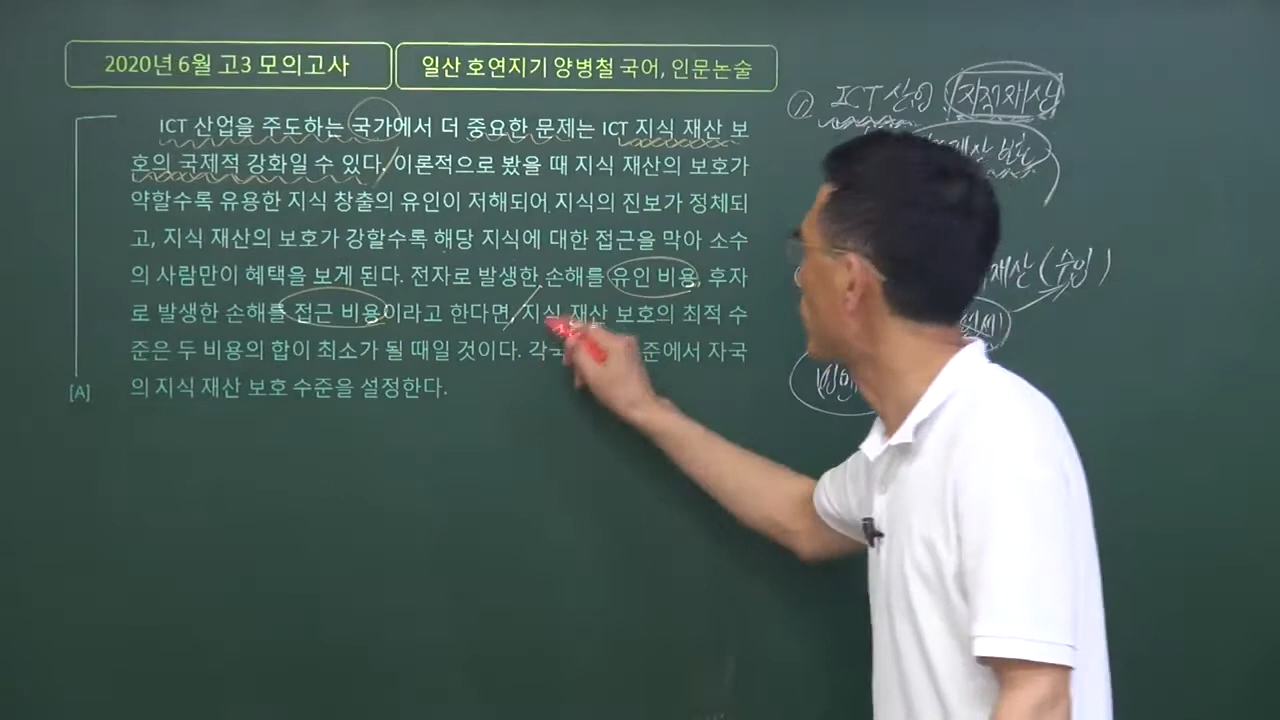 2020년 6월 고3 모의고사
일산 호연지기 양병철 국어, 인문논술
ICT 산업을 주도하는 국가에서 더 중요한 문제는 ICT 지식 재산 보
호의 국제적 강화일 수 있다. 이론적으로 봤을 때 지식 재산의 보호가
약할수록 유용한 지식 창출의 유인이 저해되어 지식의 진보가 정체되
고, 지식 재산의 보호가 강할수록 해당 지식에 대한 접근을 막아 소수
의 사람만이 혜택을 보게 된다. 전자로 발생한 손해를 유인 비용, 후자
로 발생한 손해를 접근 비용이라고 한다면, 지식 재산 보호의 최적 수
준은 두 비용의 합이 최소가 될 때일 것이다. 각국 준에서 자국
[A] 의 지식 재산 보호 수준을 설정한다.
ICT 산업 지식재산
재산 보호
재산 (수입)